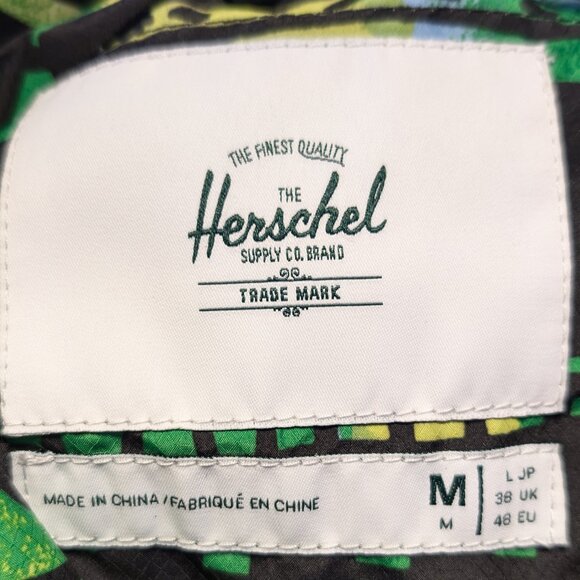 THE FINEST QUALITY
THE
Herschel
SUPPLY CO. BRAND
TRADE MARK
MADE IN CHINA / FABRIQUÉ EN CHINE
M
M
L JP
38 UK
48 EU